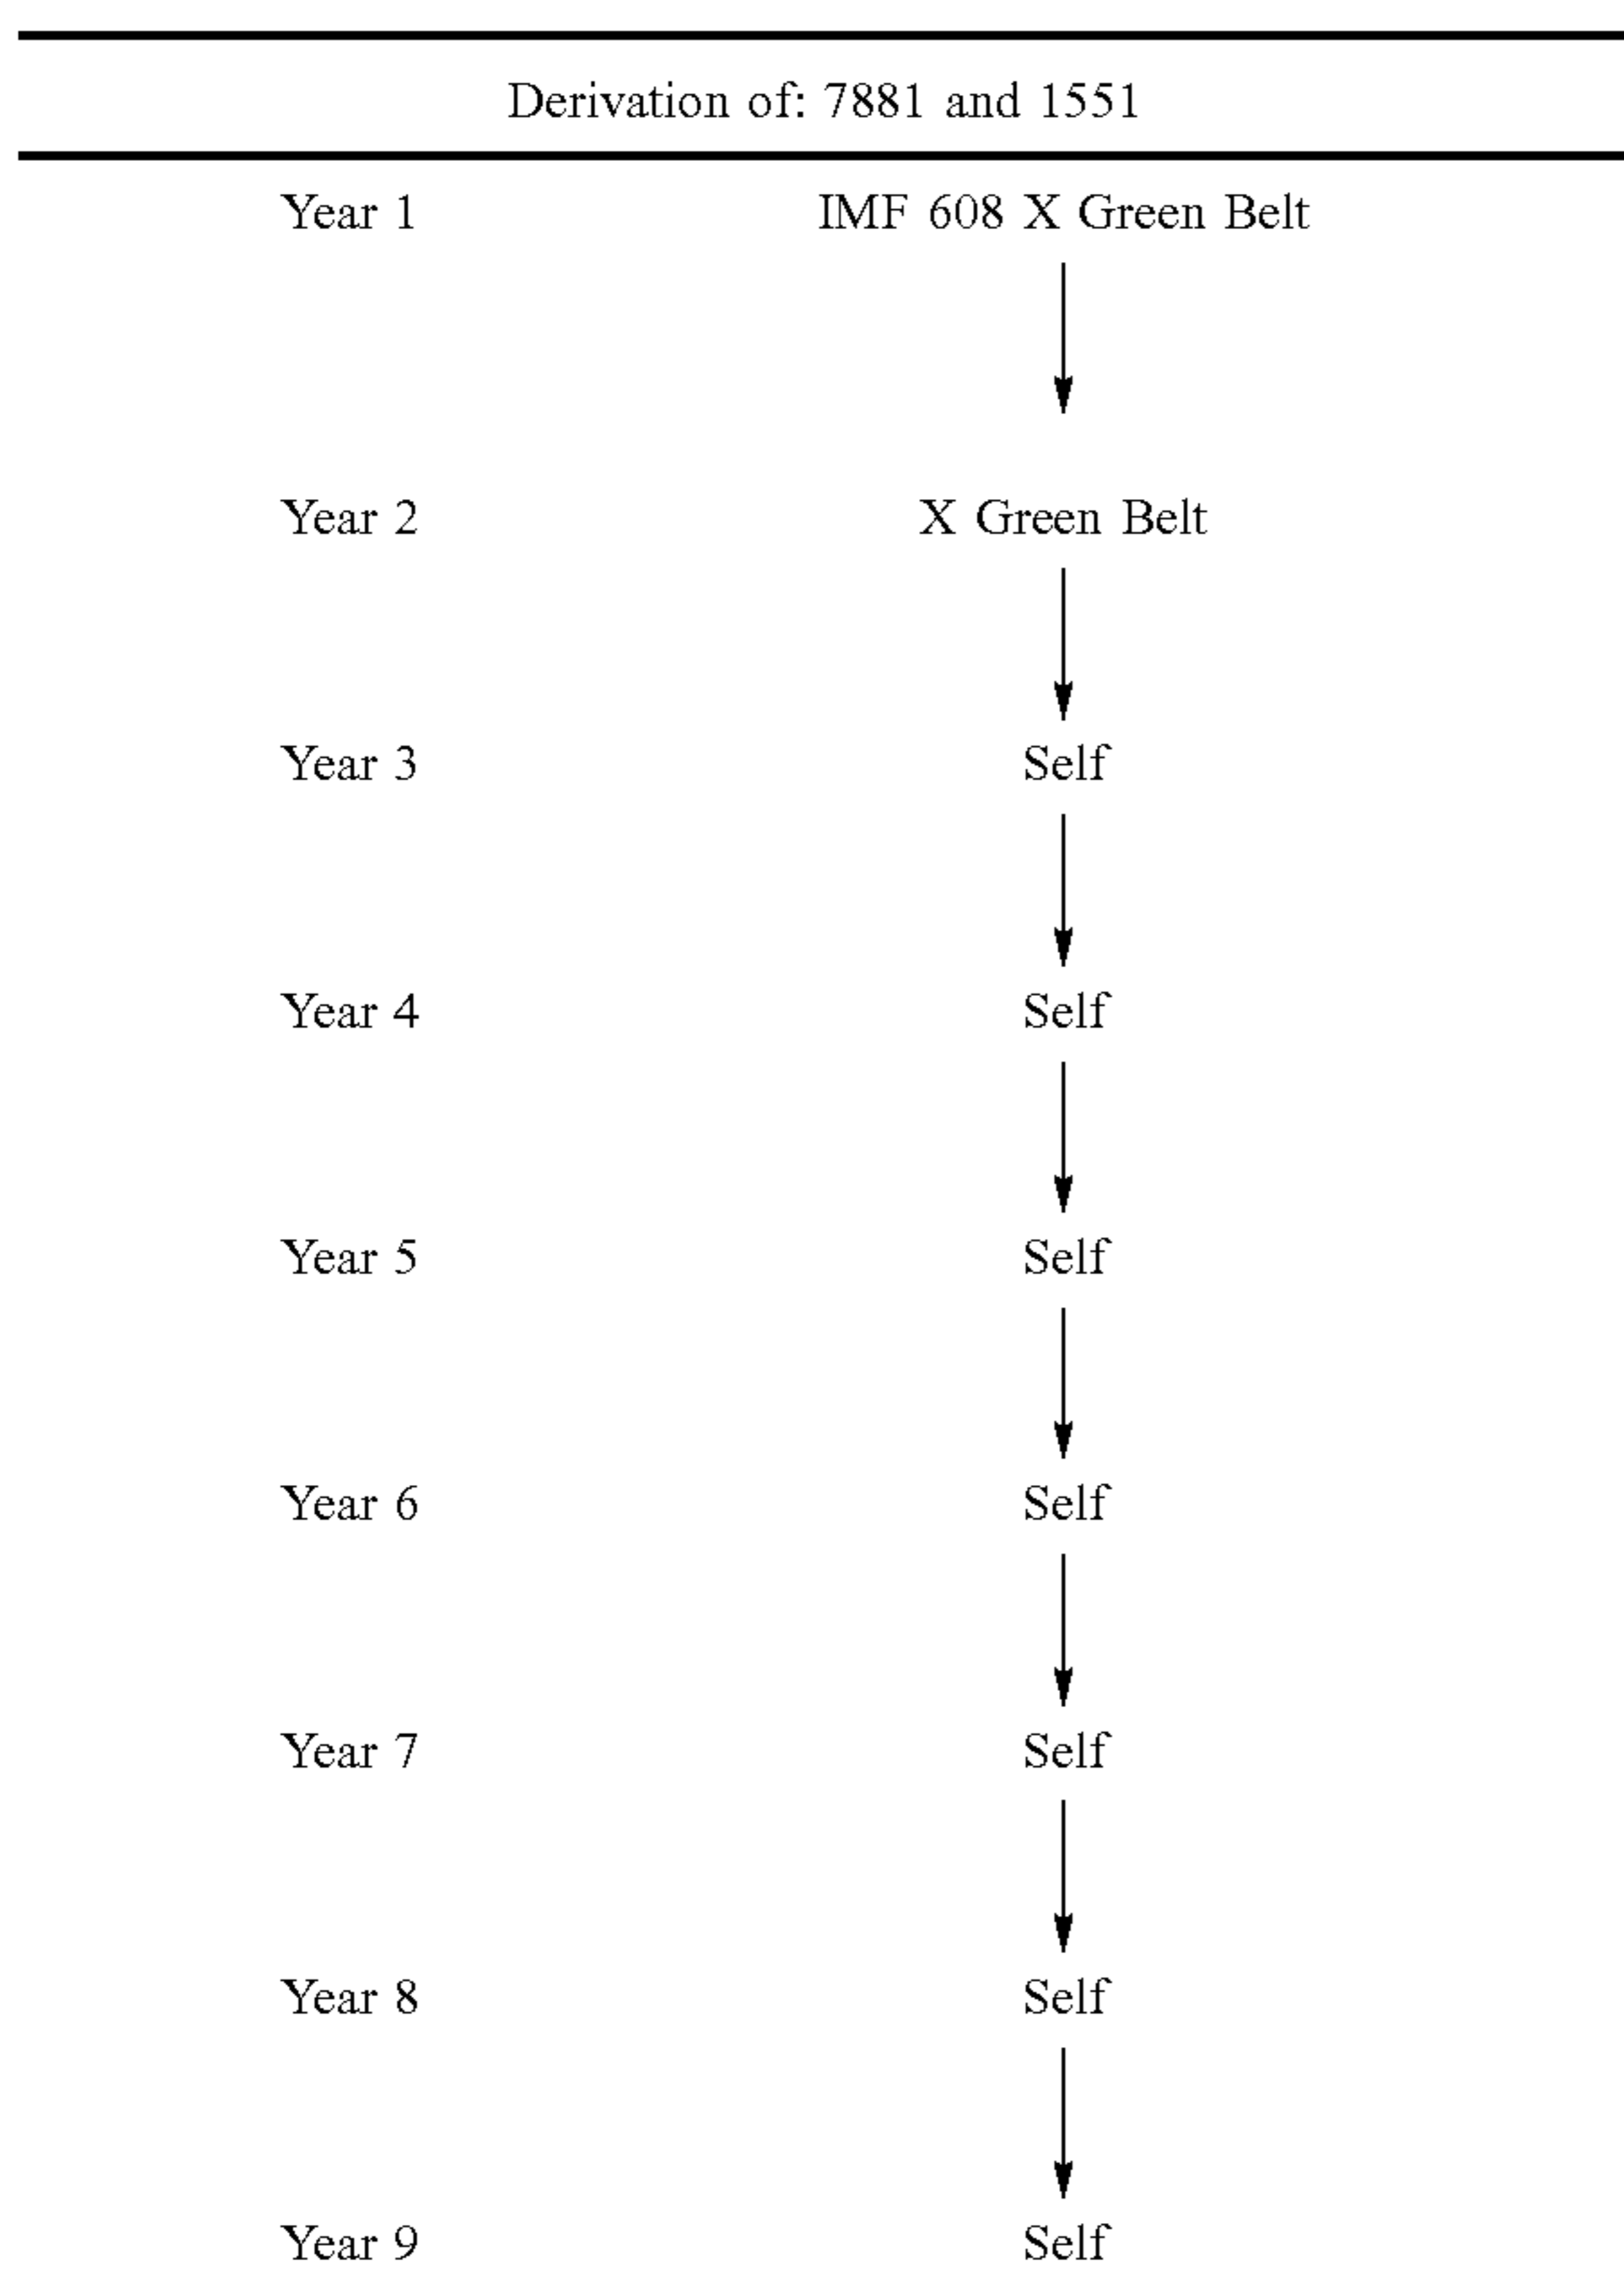 Derivation of: 7881 and 1551
Year 1 IMF 608 X Green Belt
Year 2 X Green Belt
Year 3 Self
Year 4 Self
Year 5 Self
Year 6 Self
Year 7 Self
Year 8 Self
Year 9 Self